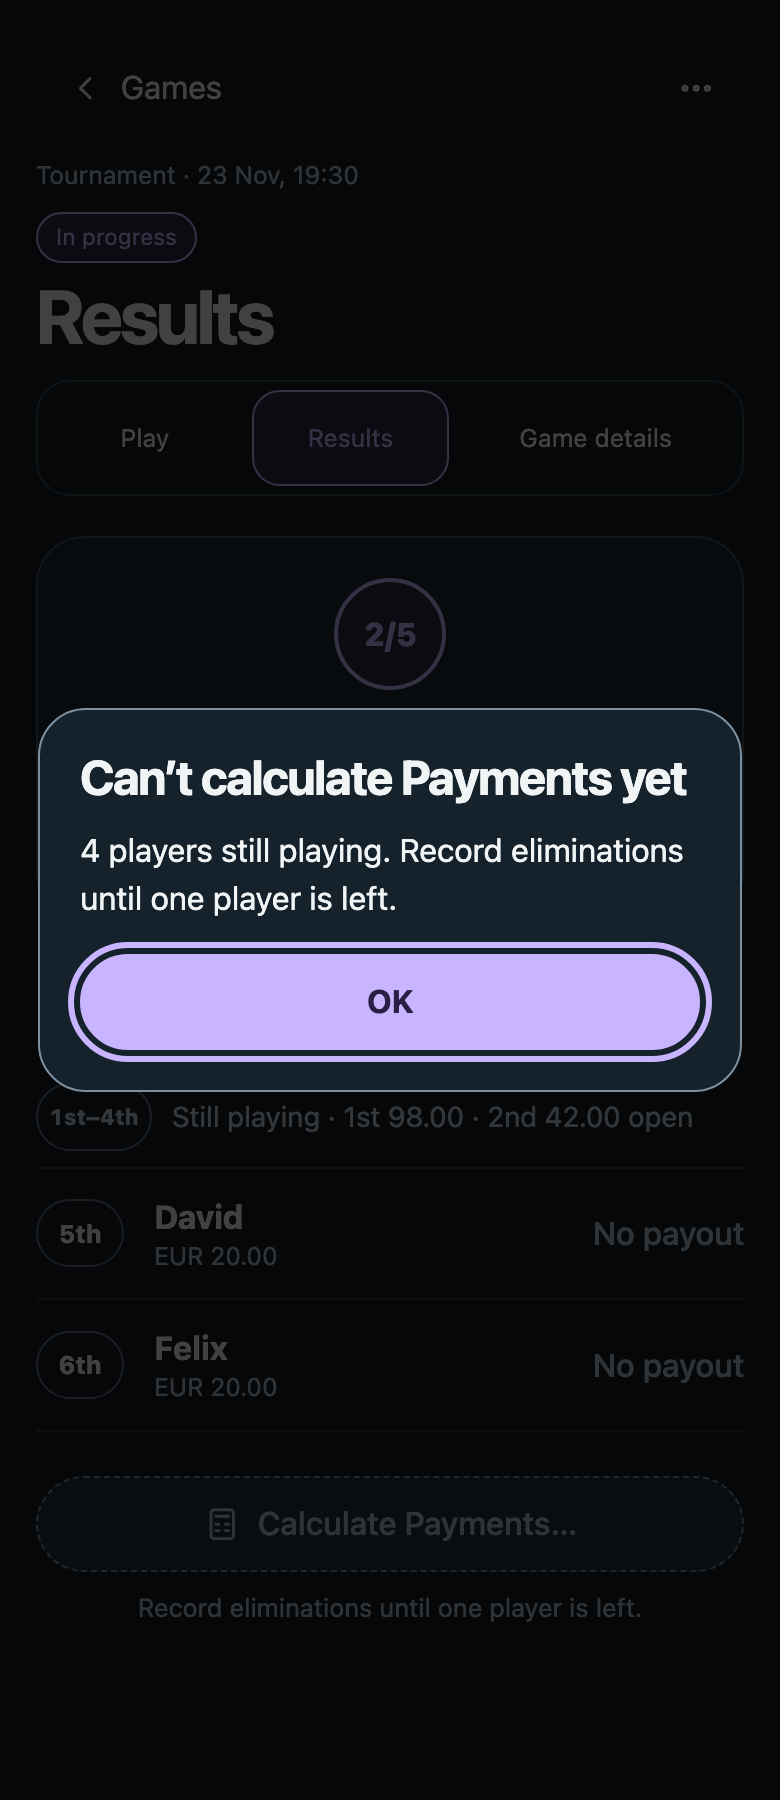 Games
Tournament · 23 Nov, 19:30
In progress
Results
Play
Results
Game details
2/5
Can’t calculate Payments yet
4 players still playing. Record eliminations
until one player is left.
OK
1st–4th
Still playing · 1st 98.00 · 2nd 42.00 open
5th
David
EUR 20.00
No payout
6th
Felix
EUR 20.00
No payout
Calculate Payments...
Record eliminations until one player is left.